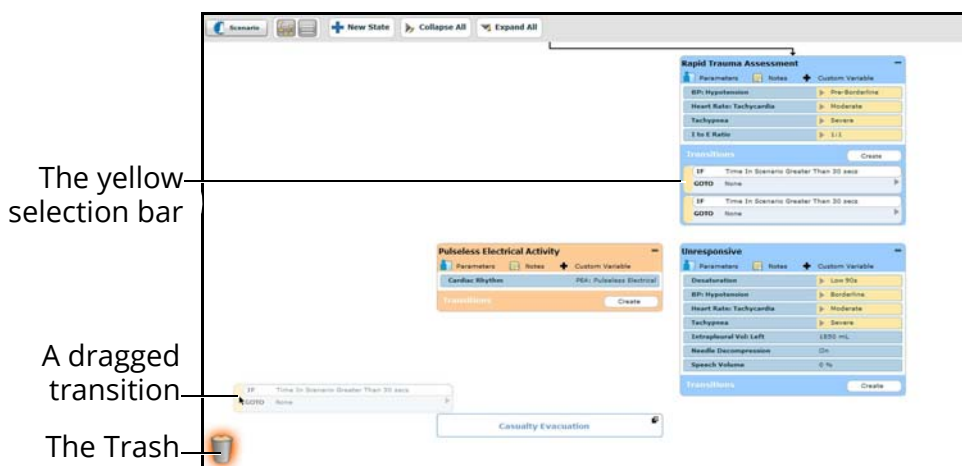 Scenario New State Collapse All Expand All
Rapid Trauma Assessment
Parameters Notes Custom Variable
BP: Hypotension Pre-Borderline
Heart Rate: Tachycardia Moderate
Tachypnea Severe
I to E Ratio 1:1
Transitions Create
IF Time In Scenario Greater Than 30 secs
GOTO None
IF Time In Scenario Greater Than 30 secs
GOTO None
The yellow
selection bar
Pulseless Electrical Activity
Parameters Notes Custom Variable
Cardiac Rhythm PEA: Pulseless Electrical
Transitions Create
Unresponsive
Parameters Notes Custom Variable
Desaturation Low 90s
BP: Hypotension Borderline
Heart Rate: Tachycardia Moderate
Tachypnea Severe
Intrapleural Vol: Left 1850 mL
Needle Decompression On
Speech Volume 0 %
Transitions Create
A dragged
transition
IF Time In Scenario Greater Than 30 secs
GOTO None
Casualty Evacuation
The Trash